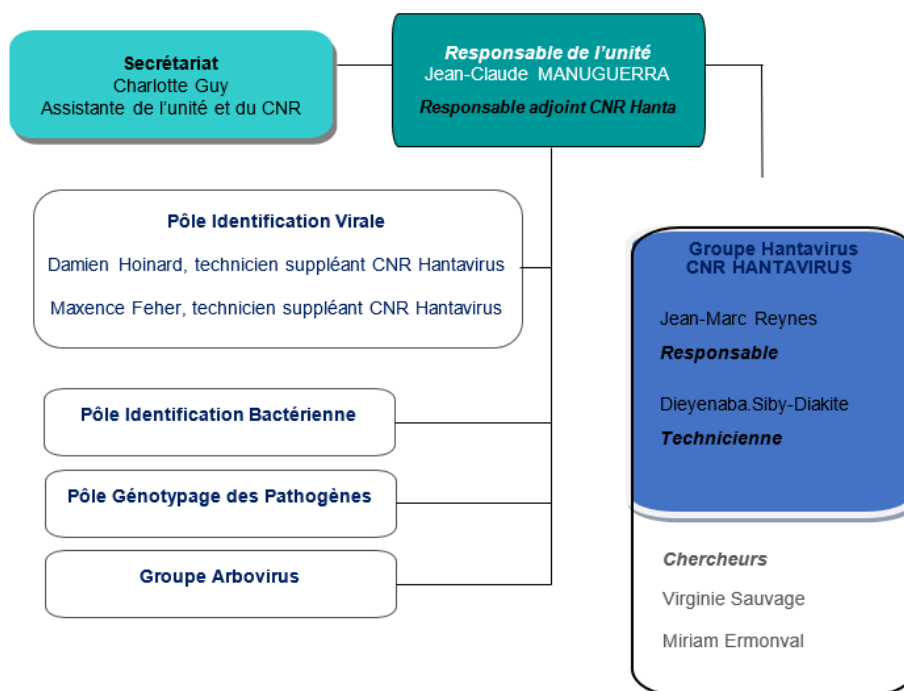 Secrétariat
Charlotte Guy
Assistante de l'unité et du CNR
Responsable de l'unité
Jean-Claude MANUGUERRA
Responsable adjoint CNR Hanta
Pôle Identification Virale
Damien Hoinard, technicien suppléant CNR Hantavirus
Maxence Feher, technicien suppléant CNR Hantavirus
Pôle Identification Bactérienne
Pôle Génotypage des Pathogènes
Groupe Arbovirus
Groupe Hantavirus
CNR HANTAVIRUS
Jean-Marc Reynes
Responsable
Dieyenaba.Siby-Diakite
Technicienne
Chercheurs
Virginie Sauvage
Miriam Ermonval